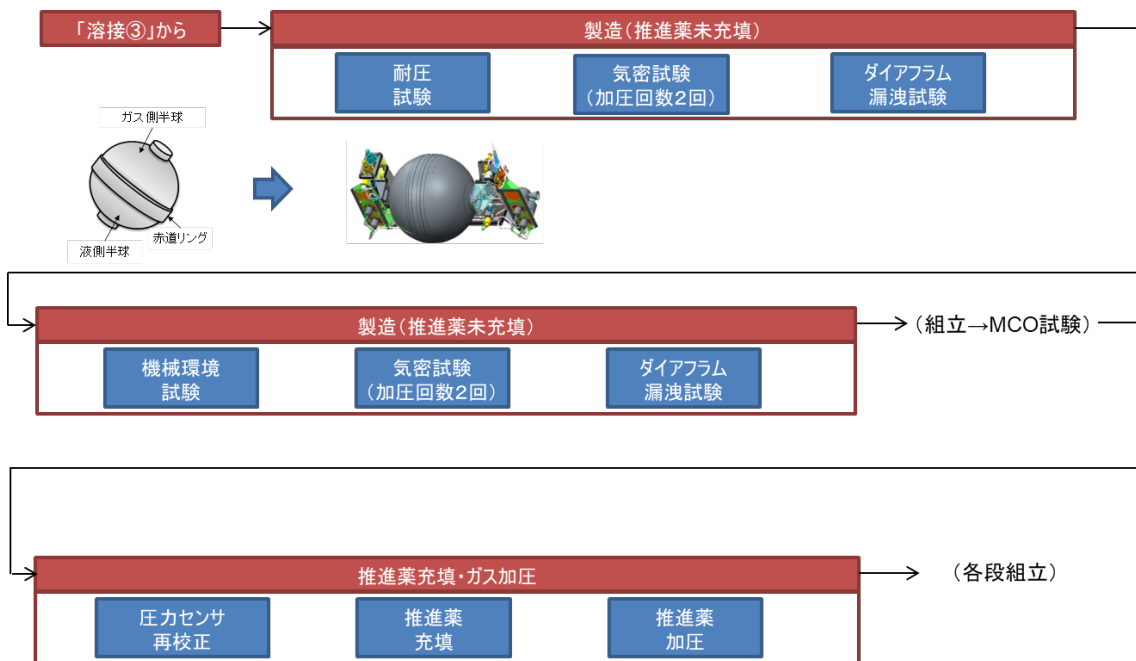 「溶接③」から
製造(推進薬未充填)
耐圧
試験
気密試験
(加圧回数2回)
ダイアフラム
漏洩試験
ガス側半球
赤道リング
液側半球
製造(推進薬未充填)
(組立→MCO試験)
機械環境
試験
気密試験
(加圧回数2回)
ダイアフラム
漏洩試験
推進薬充填・ガス加圧
(各段組立)
圧力センサ
再校正
推進薬
充填
推進薬
加圧